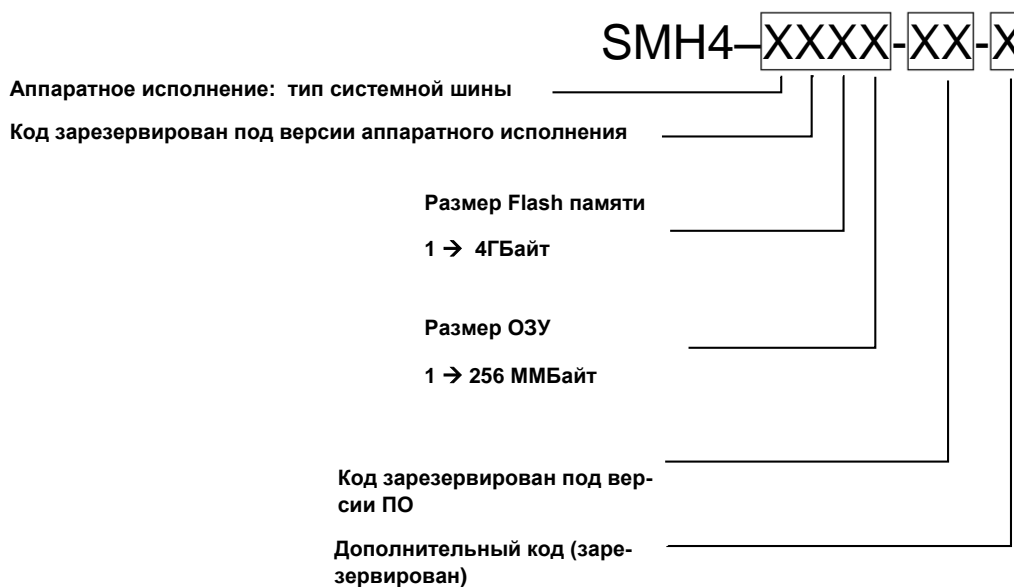 SMH4–XXXX-XX-X
Аппаратное исполнение: тип системной шины
Код зарезервирован под версии аппаратного исполнения
Размер Flash памяти
1 → 4ГБайт
Размер ОЗУ
1 → 256 ММБайт
Код зарезервирован под вер-
сии ПО
Дополнительный код (заре-
зервирован)